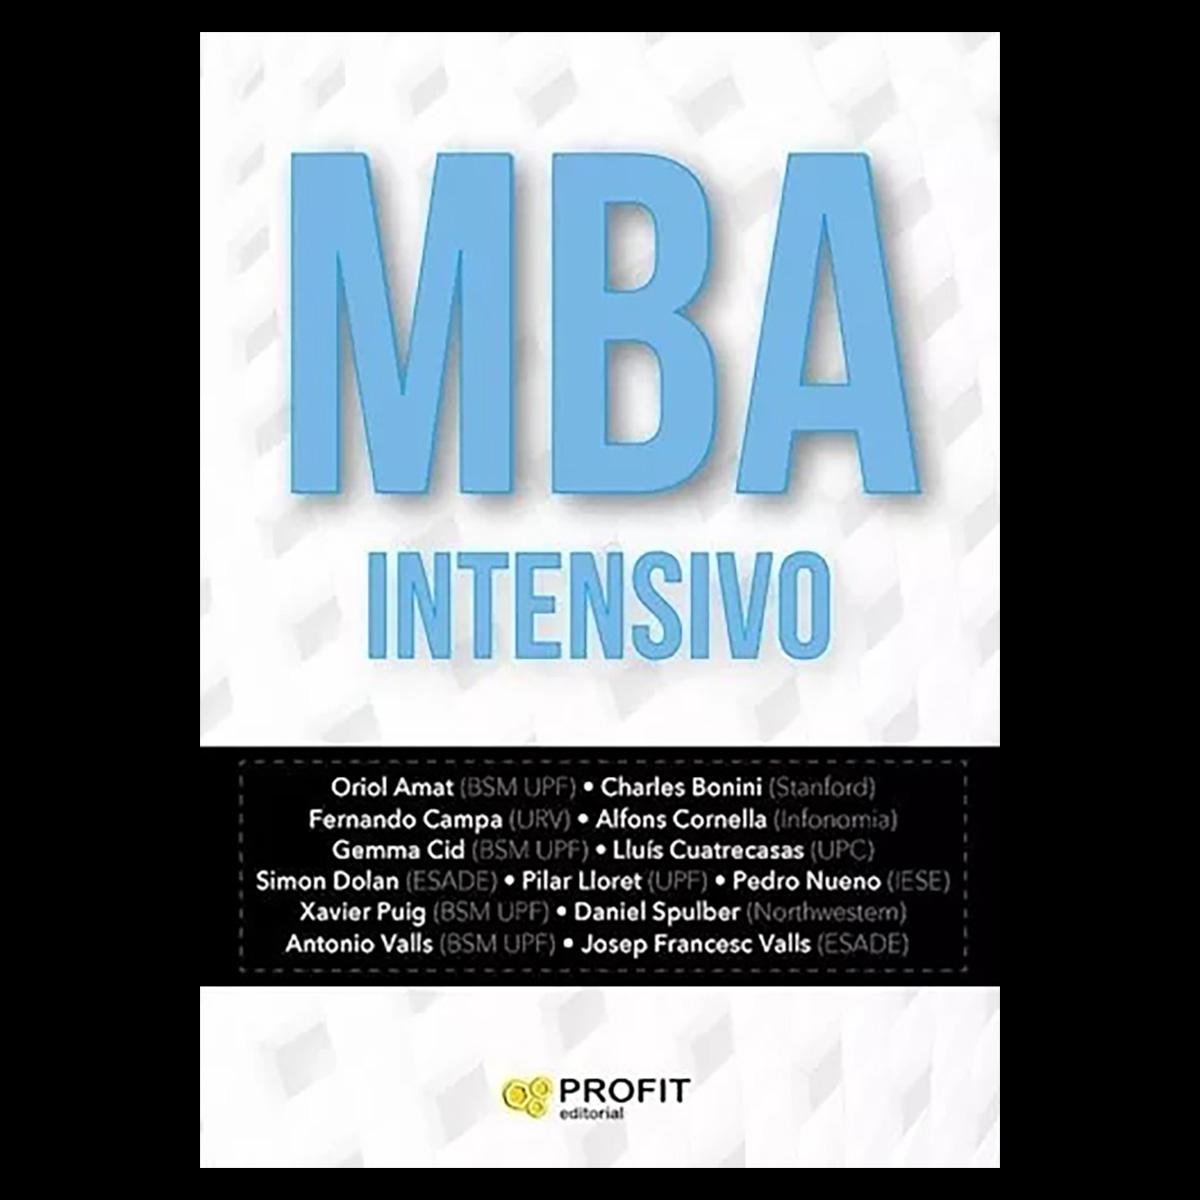 MBA
INTENSIVO
Oriol Amat (BSM UPF) • Charles Bonini (Stanford)
Fernando Campa (URV) • Alfons Cornella (Infonomia)
Gemma Cid (BSM UPF) • Lluís Cuatrecasas (UPC)
Simon Dolan (ESADE) • Pilar Lloret (UPF) • Pedro Nueno (IESE)
Xavier Puig (BSM UPF) • Daniel Spulber (Northwestern)
Antonio Valls (BSM UPF) • Josep Francesc Valls (ESADE)
PROFIT
editorial